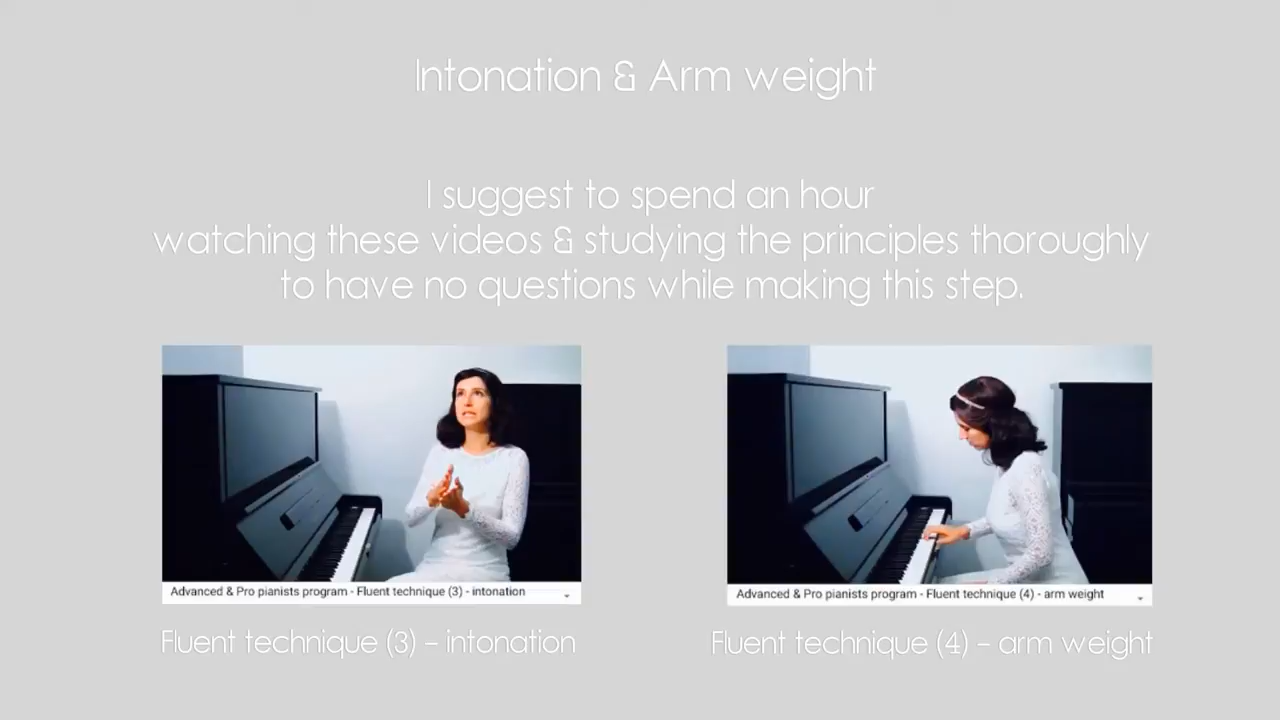 Intonation & Arm weight
I suggest to spend an hour
watching these videos & studying the principles thoroughly
to have no questions while making this step.
Advanced & Pro pianists program - Fluent technique (3) - intonation
Advanced & Pro pianists program - Fluent technique (4) - arm weight
Fluent technique (3) – intonation
Fluent technique (4) – arm weight